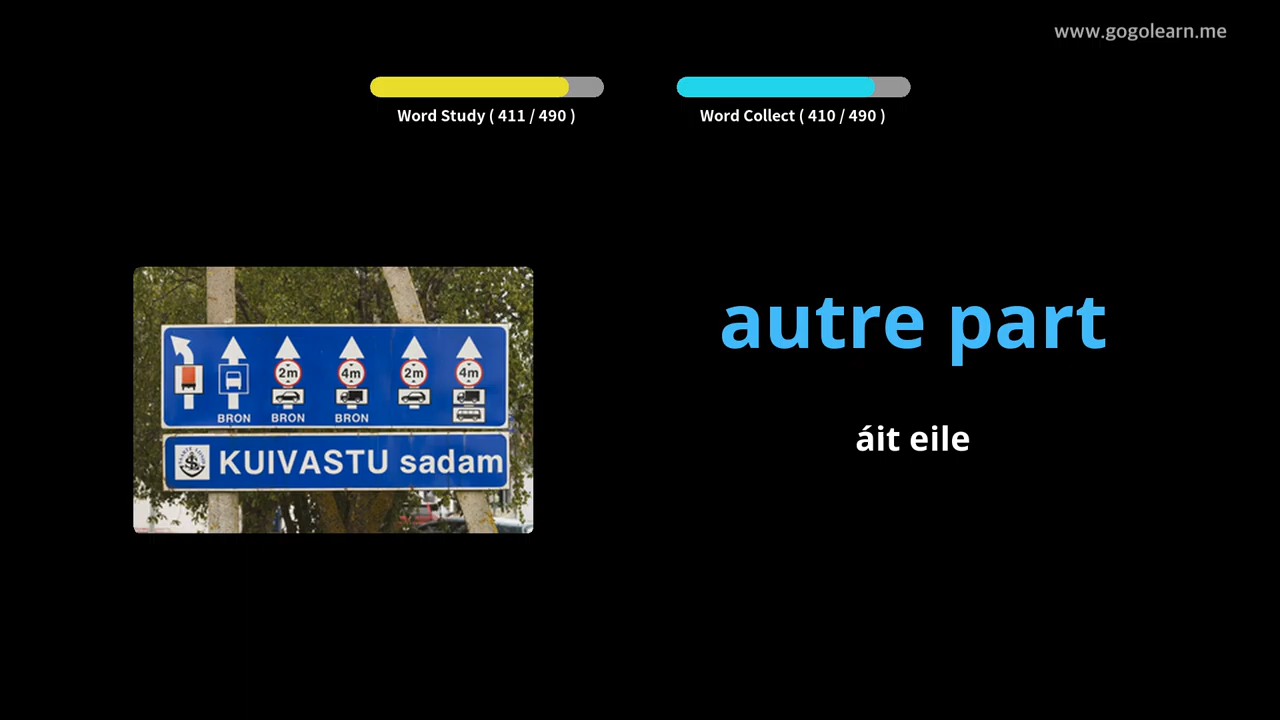 www.gogolearn.me
Word Study ( 411 / 490 )
Word Collect ( 410 / 490 )
autre part
áit eile
2m 4m 2m 4m
BRON BRON BRON
KUIVASTU sadam